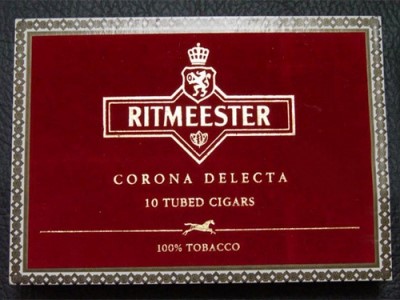 RITMEESTER
CORONA DELECTA
10 TUBED CIGARS
100% TOBACCO